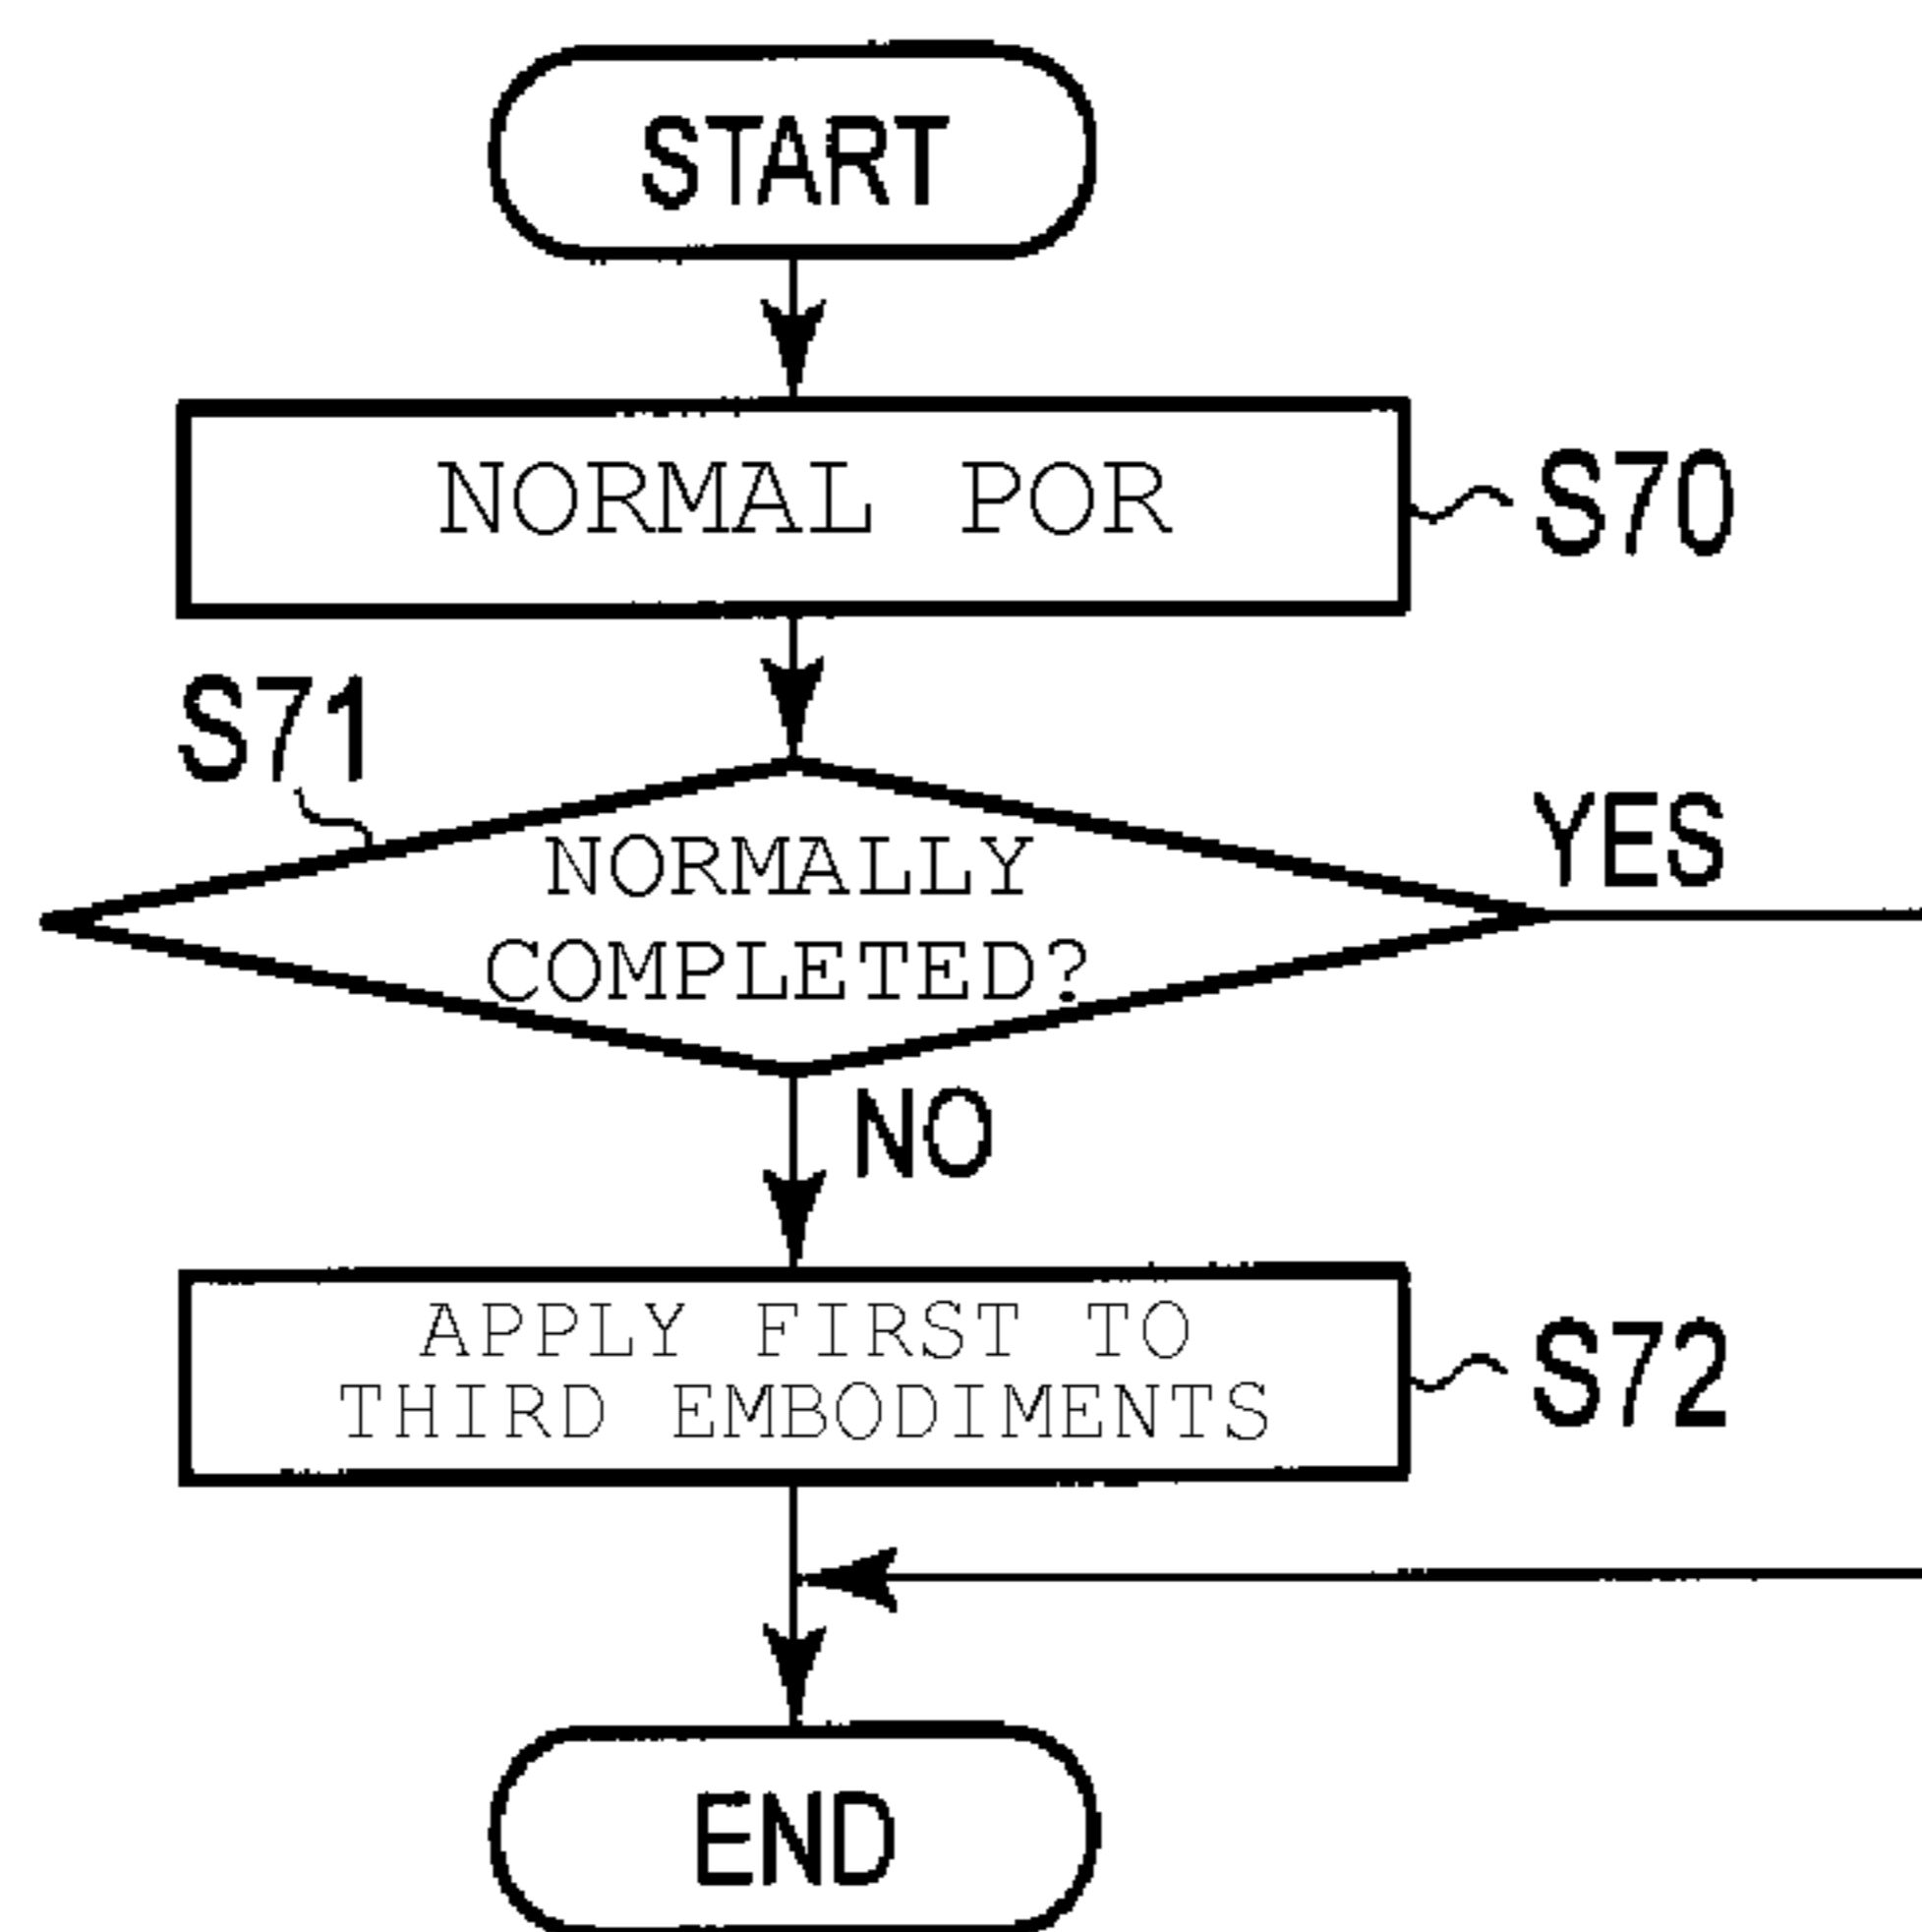 START
NORMAL POR
S70
S71
NORMALLY
COMPLETED?
YES
NO
APPLY FIRST TO
THIRD EMBODIMENTS
S72
END